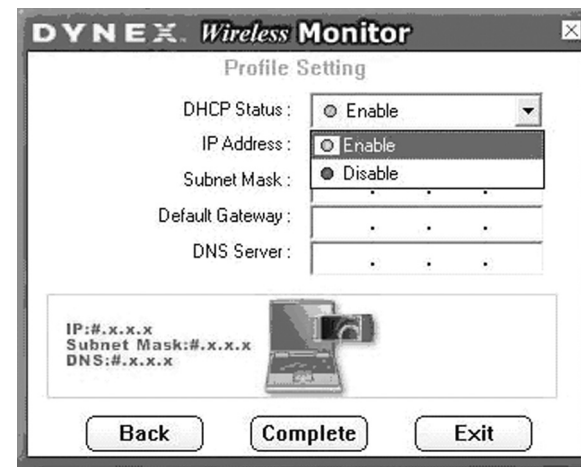 DYNEX Wireless Monitor
Profile Setting
DHCP Status : Enable
IP Address : Enable
Disable
Subnet Mask :
Default Gateway :
DNS Server :
IP:#.x.x.x
Subnet Mask:#.x.x.x
DNS:#.x.x.x
Back Complete Exit